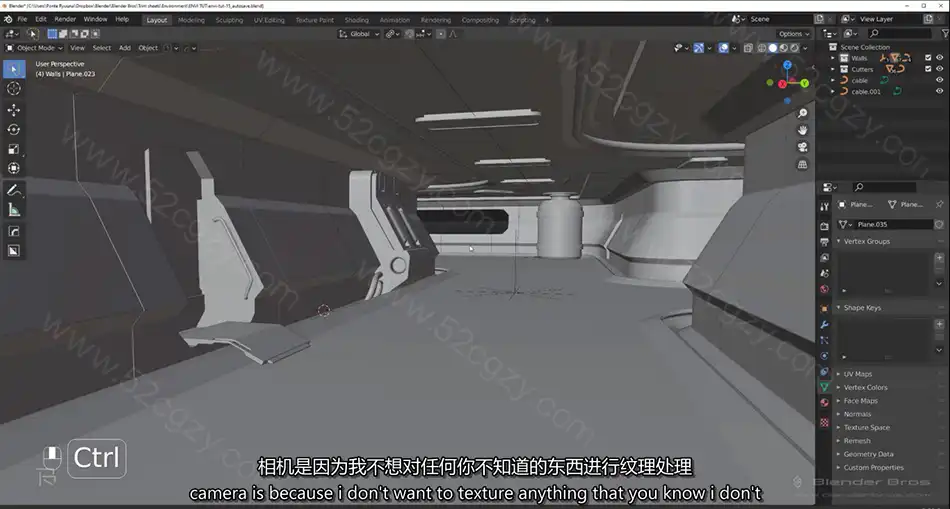 Blender* [C:\Users\Ponte Ryuurui\Dropbox\Blender Bros\Trim sheets\Environment\ENVI TUT\envi-tut-15_autosave.blend]
File Edit Render Window Help Layout Modeling Sculpting UV Editing Texture Paint Shading Animation Rendering Compositing Scripting Scene View Layer
Global Options
Object Mode View Select Add Object
User Perspective
(4) Walls | Plane.023
Scene Collection
Walls
Cutters
cable
cable.001
Plane... Plane...
Plane.035
Vertex Groups
Shape Keys
UV Maps
Vertex Colors
Face Maps
Normals
Texture Space
Remesh
Geometry Data
Custom Properties
X
Y
Z
www.52cgzy.com
Ctrl
相机是因为我不想对任何你不知道的东西进行纹理处理
camera is because i don't want to texture anything that you know i don't
Blender Bros